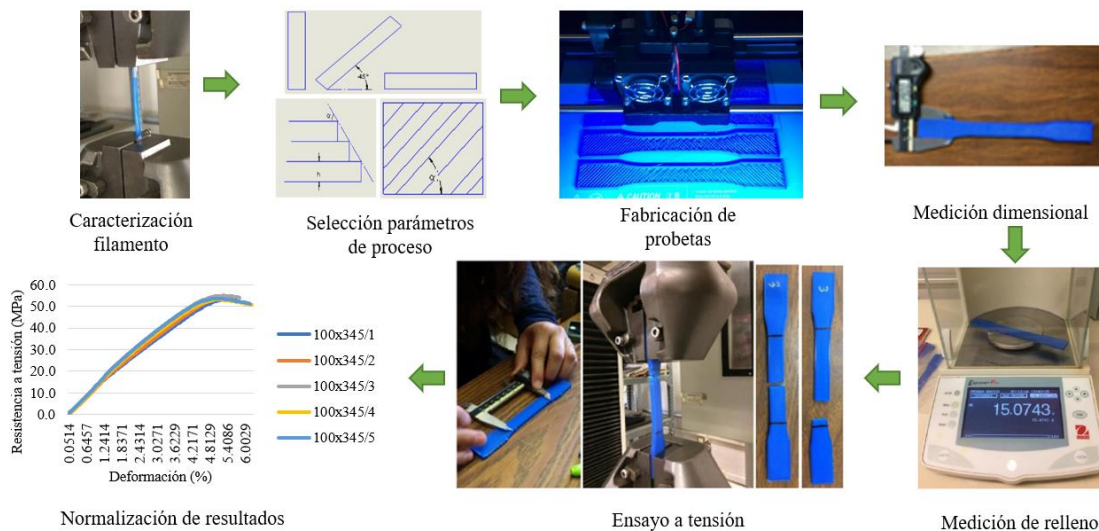 45°
α
h
α
CAUTION
Caracterización
filamento
Selección parámetros
de proceso
Fabricación de
probetas
Medición dimensional
Resistencia a tensión (MPa)
60.0
50.0
40.0
30.0
20.0
10.0
0.0
0.0514
0.6457
1.2414
1.8371
2.4314
3.0271
3.6229
4.2171
4.8129
5.4086
6.0029
Deformación (%)
100x345/1
100x345/2
100x345/3
100x345/4
100x345/5
15.0743
Normalización de resultados
Ensayo a tensión
Medición de relleno